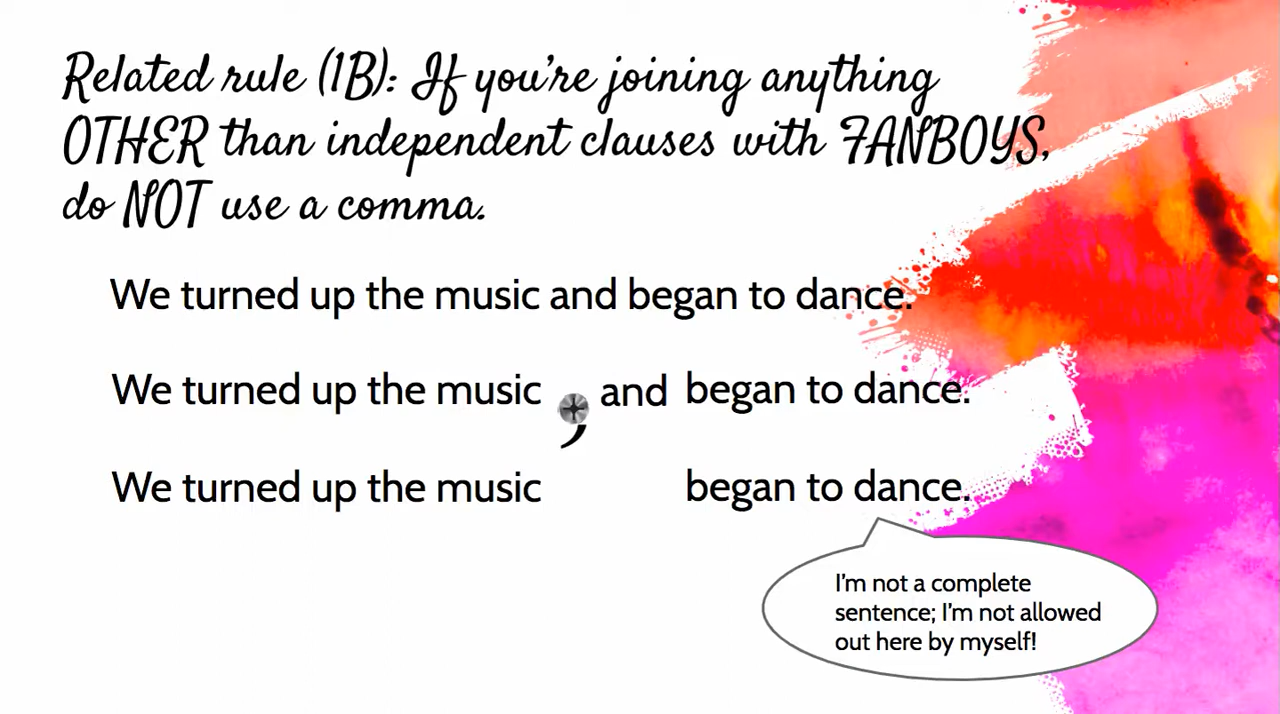 Related rule (1B): If you're joining anything
OTHER than independent clauses with FANBOYS,
do NOT use a comma.
We turned up the music and began to dance.
We turned up the music , and began to dance.
We turned up the music began to dance.
I'm not a complete
sentence; I'm not allowed
out here by myself!